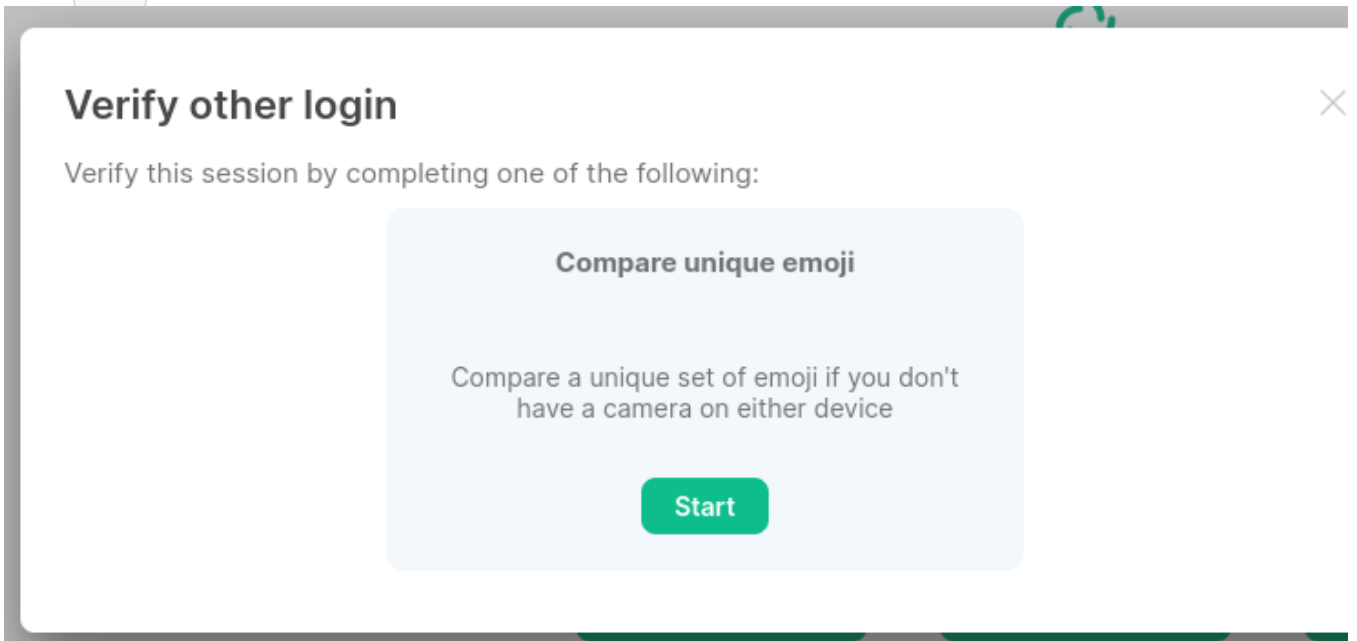 Verify other login
Verify this session by completing one of the following:
Compare unique emoji
Compare a unique set of emoji if you don't
have a camera on either device
Start